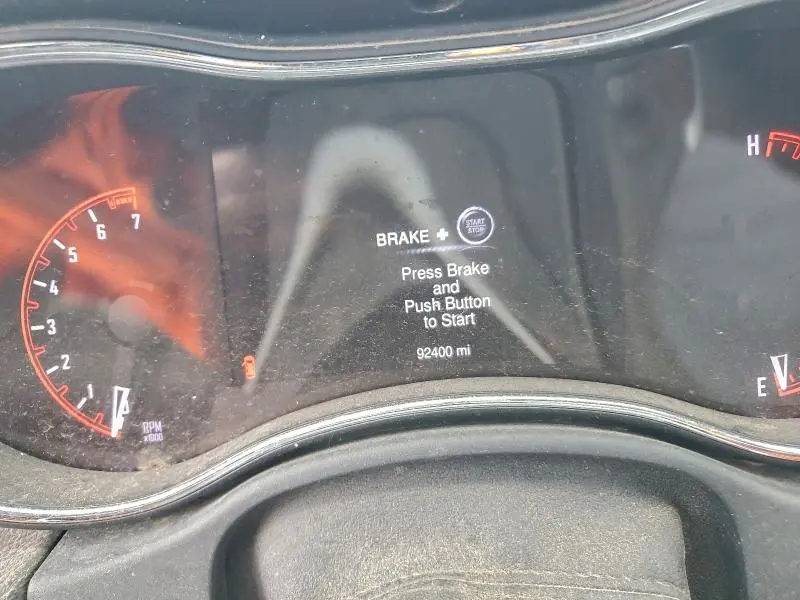 7
6
5
4
3
2
1
RPM
x1000
BRAKE +
START
STOP
Press Brake
and
Push Button
to Start
92400 mi
H
E